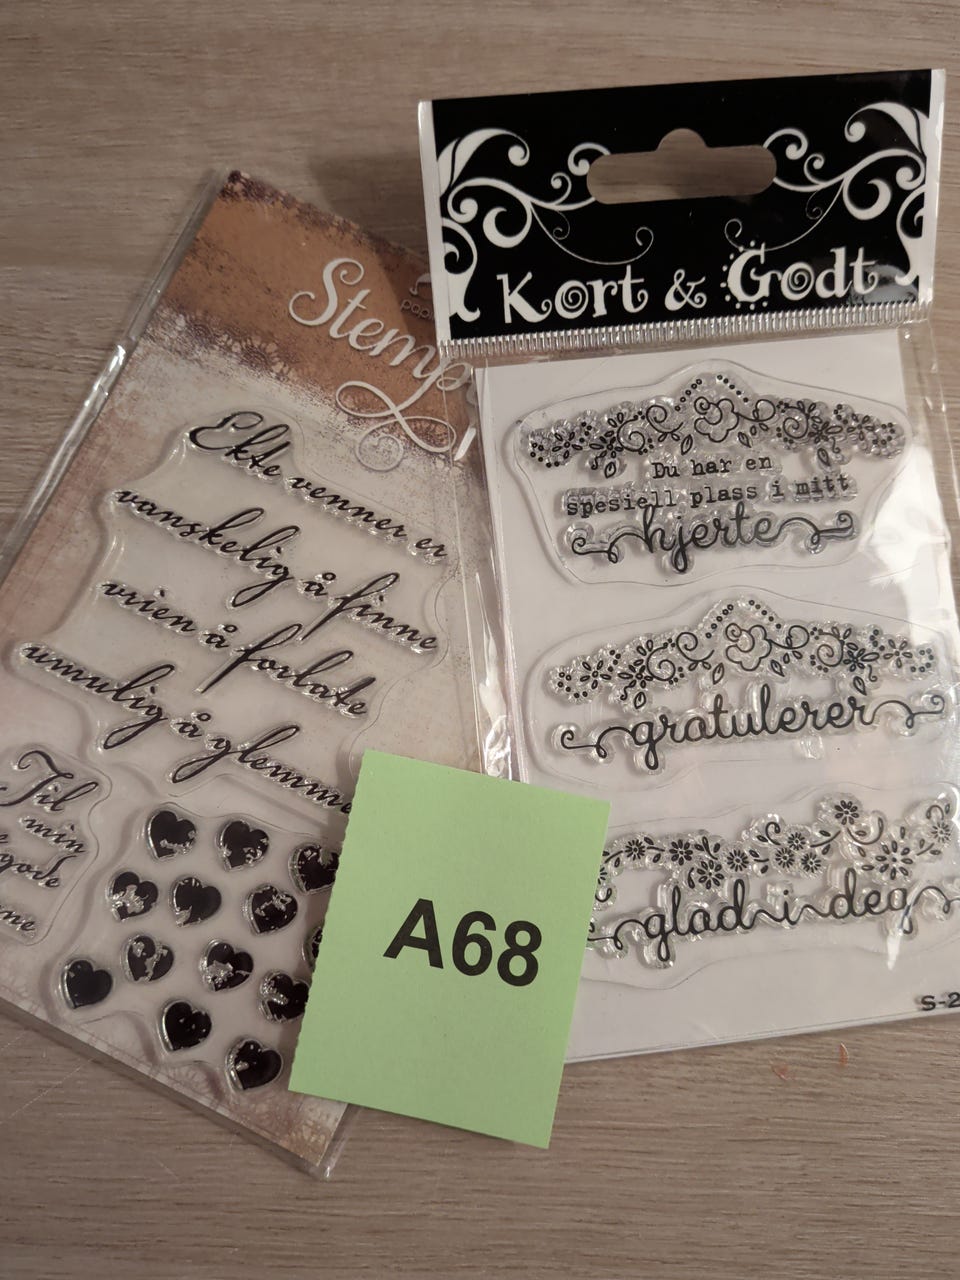 Ekte venner er
vanskelig å finne
vrien å forlate
umulig å glemme
Til
min
gode
Kort & Godt
Du har en
spesiell plass i mitt
hjerte
gratulerer
glad i deg
A68